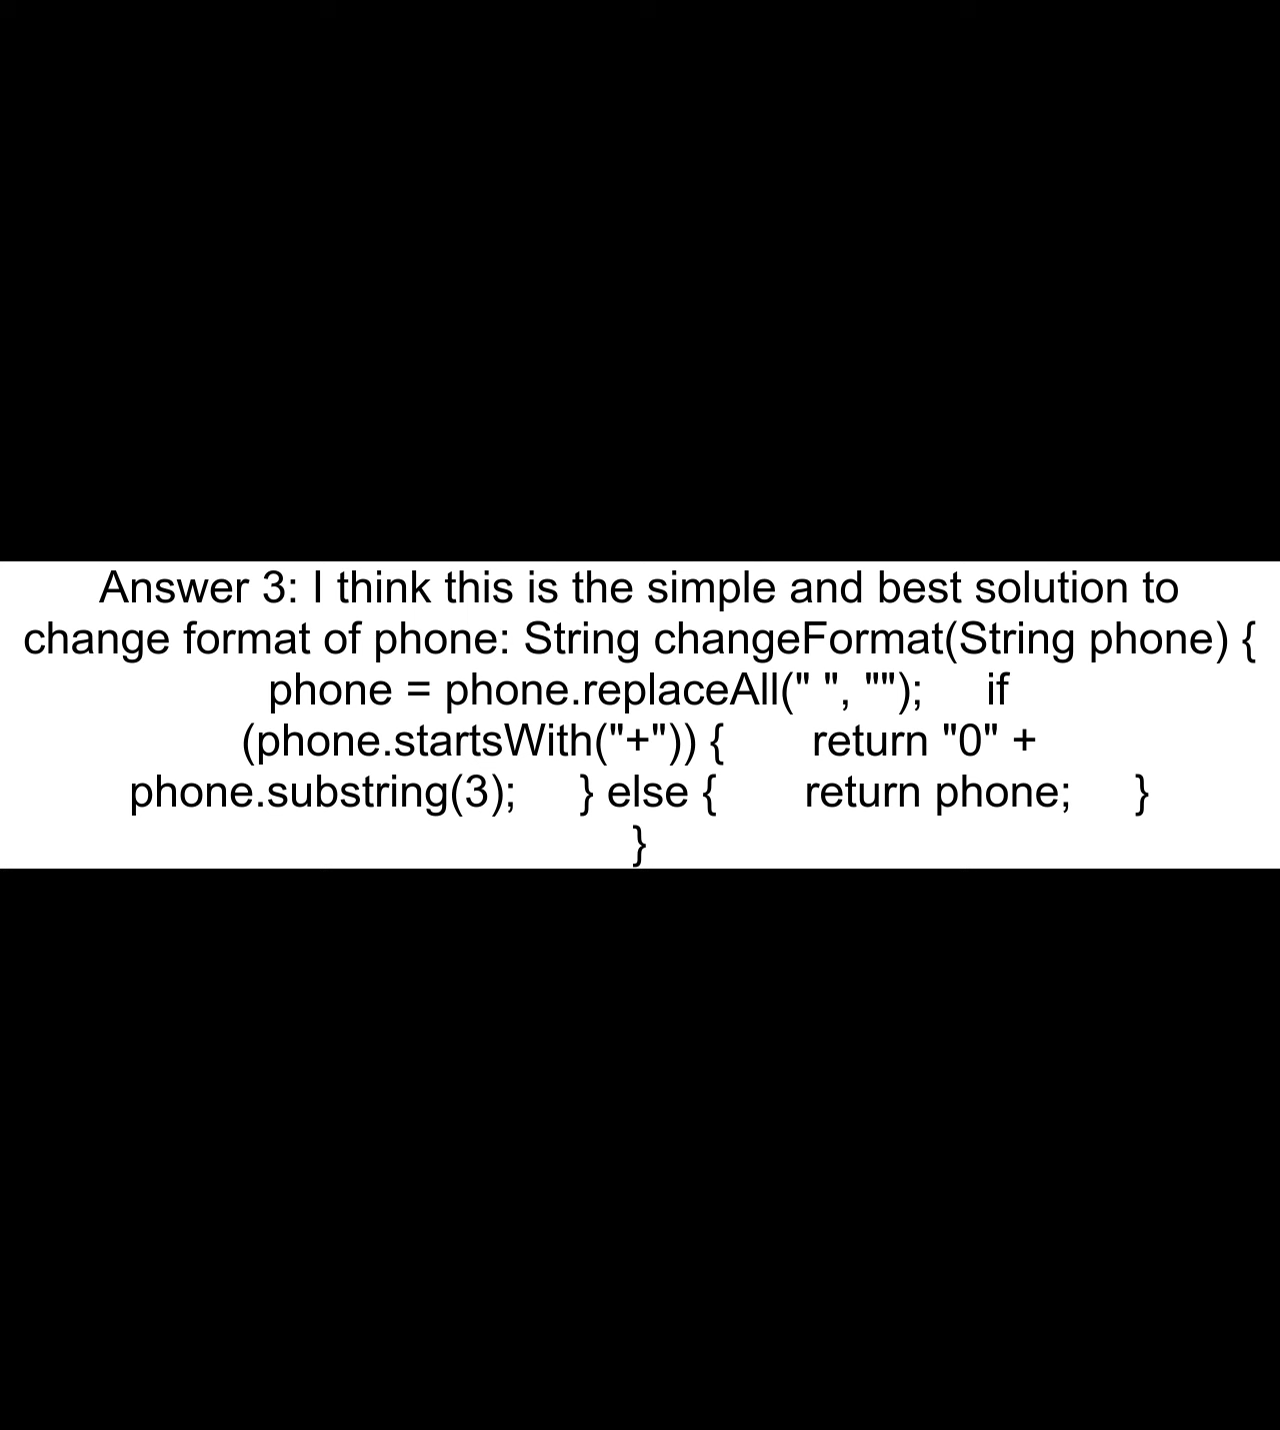 Answer 3: I think this is the simple and best solution to
change format of phone: String changeFormat(String phone) {
phone = phone.replaceAll(" ", "");     if
(phone.startsWith("+")) {       return "0" +
phone.substring(3);     } else {       return phone;     }
}